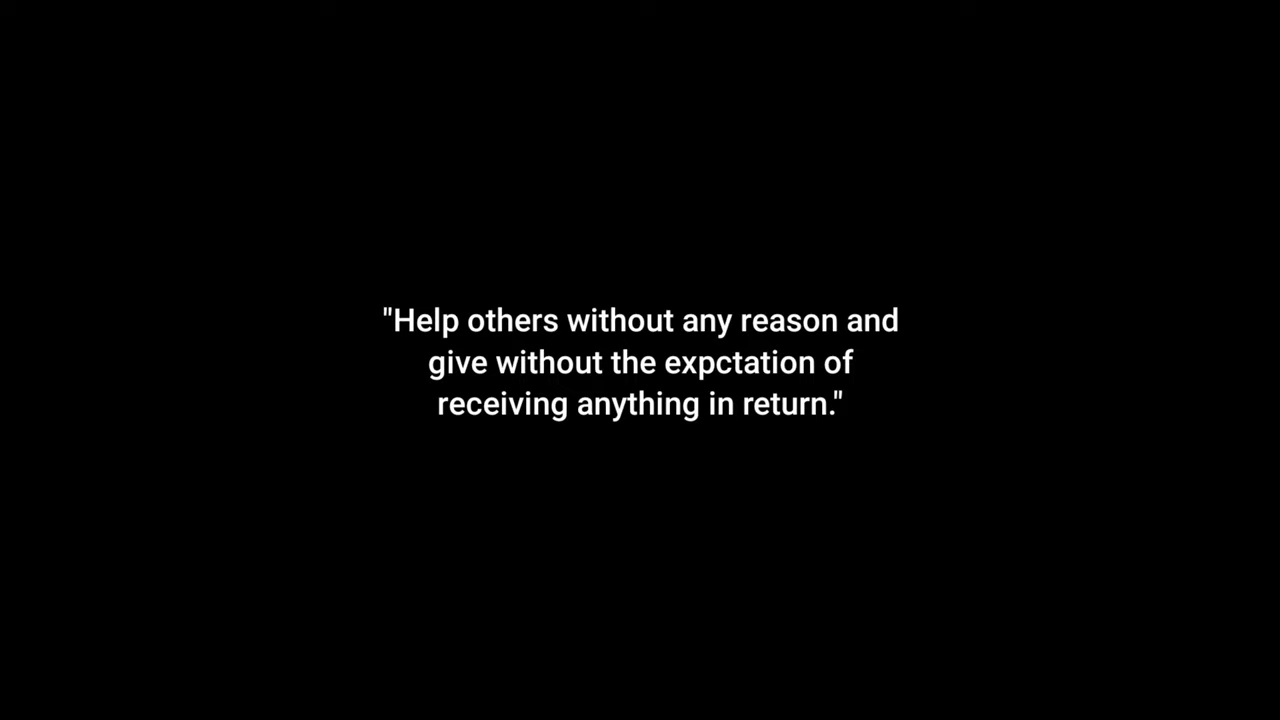 "Help others without any reason and
give without the expctation of
receiving anything in return."